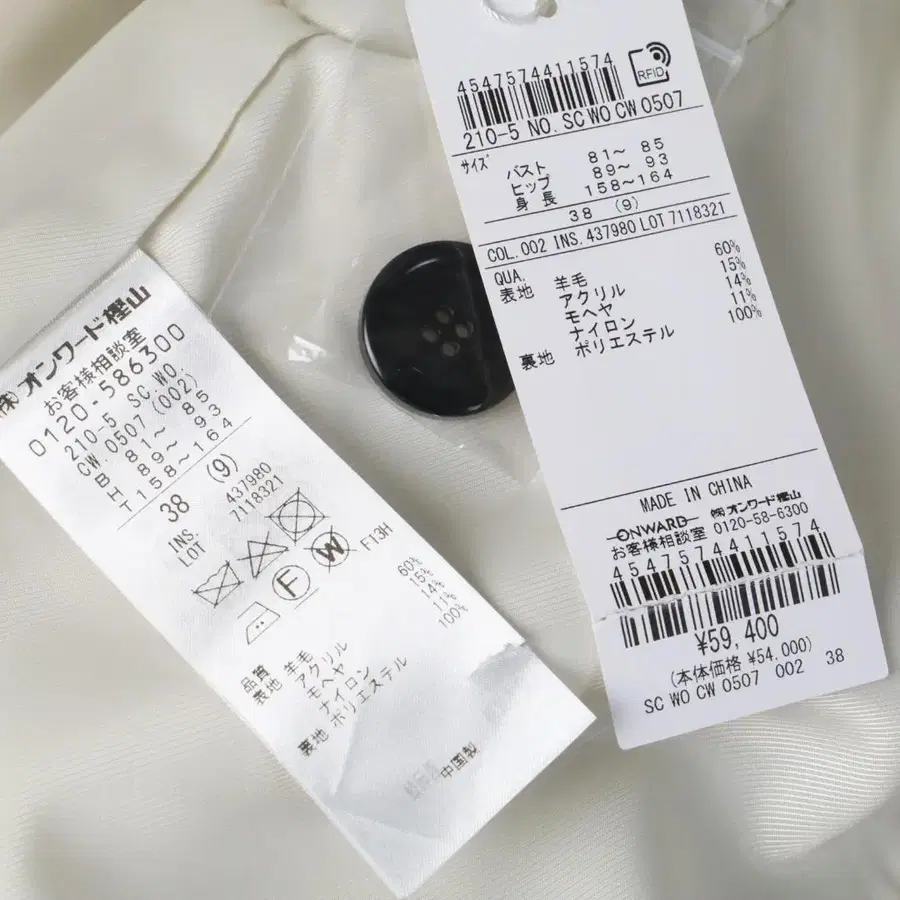 ㈱オンワード樫山
お客様相談室
0120-586300
210-5 SC.WO.
CW 0507 (002)
B 81～ 85
H 89～ 93
T158～164
38 (9)
INS. 437980
LOT 7118321
F
W
F13H
品質
表地 羊毛 60%
アクリル 15%
モヘヤ 14%
ナイロン 11%
裏地 ポリエステル 100%
中国製
RFID
4547574411574
210-5 NO. SC WO CW 0507
サイズ
バスト 81～ 85
ヒップ 89～ 93
身長 158～164
38 (9)
COL. 002 INS. 437980 LOT 7118321
QUA.
表地 羊毛 60%
アクリル 15%
モヘヤ 14%
ナイロン 11%
裏地 ポリエステル 100%
MADE IN CHINA
ONWARD ㈱オンワード樫山
お客様相談室 0120-58-6300
4547574411574
¥59,400
(本体価格 ¥54,000)
SC WO CW 0507 002 38